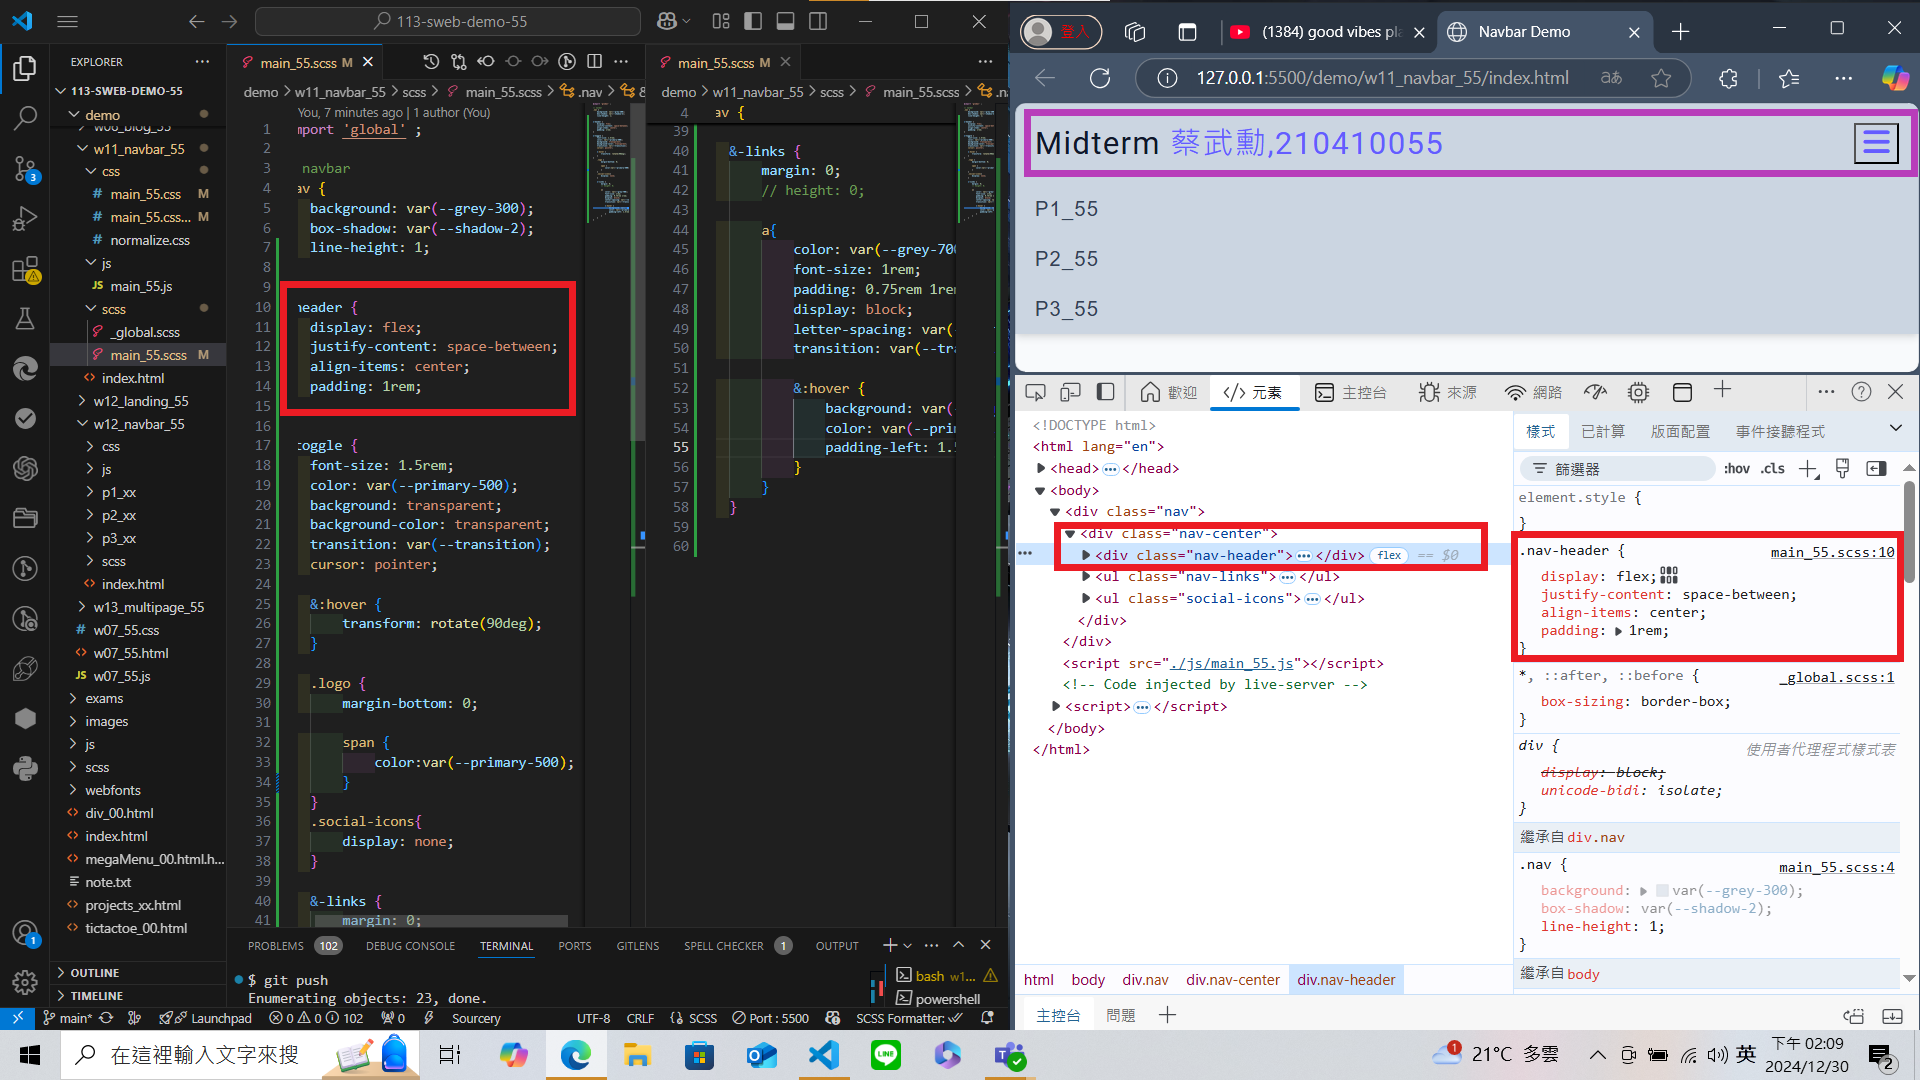 113-sweb-demo-55
EXPLORER
113-SWEB-DEMO-55
demo
w06_blog_55
w11_navbar_55
css
main_55.css M
main_55.css... M
normalize.css
js
JS main_55.js
scss
_global.scss
main_55.scss M
index.html
w12_landing_55
w12_navbar_55
css
js
p1_xx
p2_xx
p3_xx
scss
index.html
w13_multipage_55
w07_55.css
w07_55.html
JS w07_55.js
exams
images
js
scss
webfonts
div_00.html
index.html
megaMenu_00.html.h...
note.txt
projects_xx.html
tictactoe_00.html
OUTLINE
TIMELINE
main_55.scss M
demo > w11_navbar_55 > scss > main_55.scss > .nav > &
You, 7 minutes ago | 1 author (You)
1 import 'global' ;
2
3 navbar
4 av {
5 background: var(--grey-300);
6 box-shadow: var(--shadow-2);
7 line-height: 1;
8
9
10 header {
11 display: flex;
12 justify-content: space-between;
13 align-items: center;
14 padding: 1rem;
15
16
17 toggle {
18 font-size: 1.5rem;
19 color: var(--primary-500);
20 background: transparent;
21 background-color: transparent;
22 transition: var(--transition);
23 cursor: pointer;
24
25 &:hover {
26 transform: rotate(90deg);
27 }
28
29 .logo {
30 margin-bottom: 0;
31
32 span {
33 color:var(--primary-500);
34 }
35 }
36 .social-icons{
37 display: none;
38 }
39
40 &-links {
41 margin: 0;
main_55.scss M
demo > w11_navbar_55 > scss > main_55.scss > .n
4 av {
39
40 &-links {
41 margin: 0;
42 // height: 0;
43
44 a{
45 color: var(--grey-700
46 font-size: 1rem;
47 padding: 0.75rem 1rem
48 display: block;
49 letter-spacing: var(-
50 transition: var(--tra
51
52 &:hover {
53 background: var(-
54 color: var(--prim
55 padding-left: 1.5
56 }
57 }
58 }
59
60
PROBLEMS 102 DEBUG CONSOLE TERMINAL PORTS GITLENS SPELL CHECKER 1 OUTPUT
$ git push
Enumerating objects: 23, done.
bash w1...
powershell
main* 0 0 102 0 Launchpad Sourcery UTF-8 CRLF {} SCSS Port : 5500 SCSS Formatter:
登入
(1384) good vibes pla
Navbar Demo
127.0.0.1:5500/demo/w11_navbar_55/index.html
Midterm 蔡武勳,210410055
P1_55
P2_55
P3_55
歡迎 元素 主控台 來源 網路
<!DOCTYPE html>
<html lang="en">
<head> ... </head>
<body>
<div class="nav">
<div class="nav-center">
<div class="nav-header"> ... </div> flex == $0
<ul class="nav-links"> ... </ul>
<ul class="social-icons"> ... </ul>
</div>
</div>
<script src="./js/main_55.js"></script>
<!-- Code injected by live-server -->
<script> ... </script>
</body>
</html>
html body div.nav div.nav-center div.nav-header
樣式 已計算 版面配置 事件接聽程式
篩選器 :hov .cls
element.style {
}
.nav-header { main_55.scss:10
display: flex;
justify-content: space-between;
align-items: center;
padding: 1rem;
}
*, ::after, ::before { _global.scss:1
box-sizing: border-box;
}
div { 使用者代理程式樣式表
display: block;
unicode-bidi: isolate;
}
繼承自 div.nav
.nav { main_55.scss:4
background: var(--grey-300);
box-shadow: var(--shadow-2);
line-height: 1;
}
繼承自 body
主控台 問題
在這裡輸入文字來搜
21°C 多雲
英
下午 02:09
2024/12/30